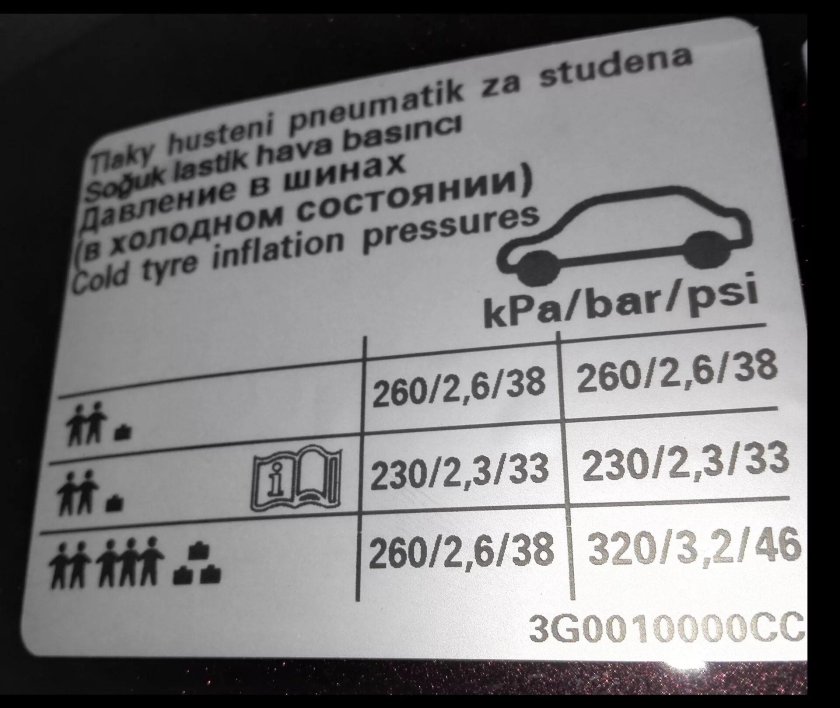 Tlaky husteni pneumatik za studena
Soğuk lastik hava basıncı
Давление в шинах
(в холодном состоянии)
Cold tyre inflation pressures
kPa/bar/psi
260/2,6/38 260/2,6/38
i 230/2,3/33 230/2,3/33
260/2,6/38 320/3,2/46
3G0010000CC